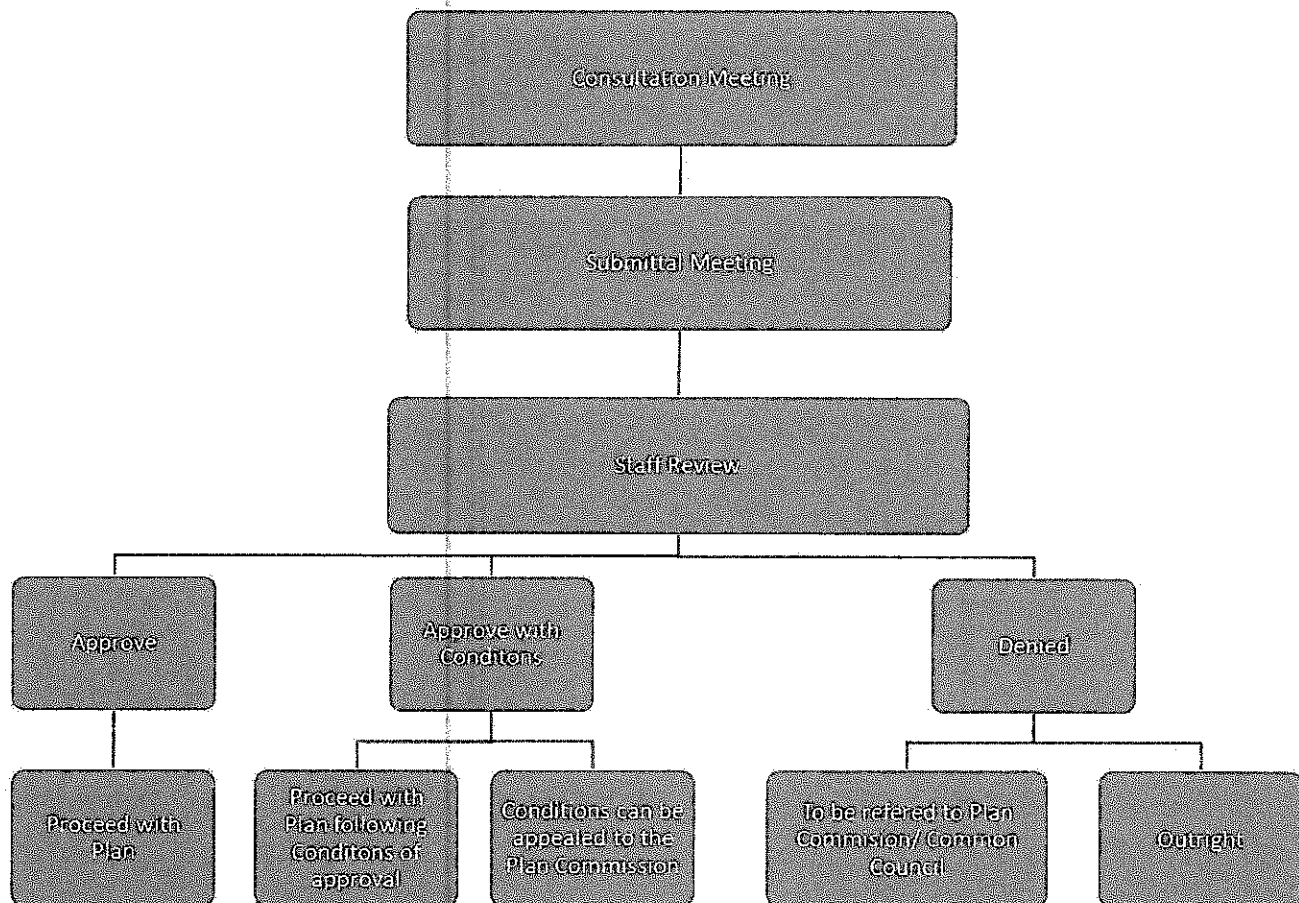 Consultation Meeting
Submittal Meeting
Staff Review
Approve
Approve with
Conditons
Denied
Proceed with
Plan
Proceed with
Plan following
Conditons of
approval
Conditions can be
appealed to the
Plan Commission
To be refered to Plan
Commision/ Common
Council
Outright